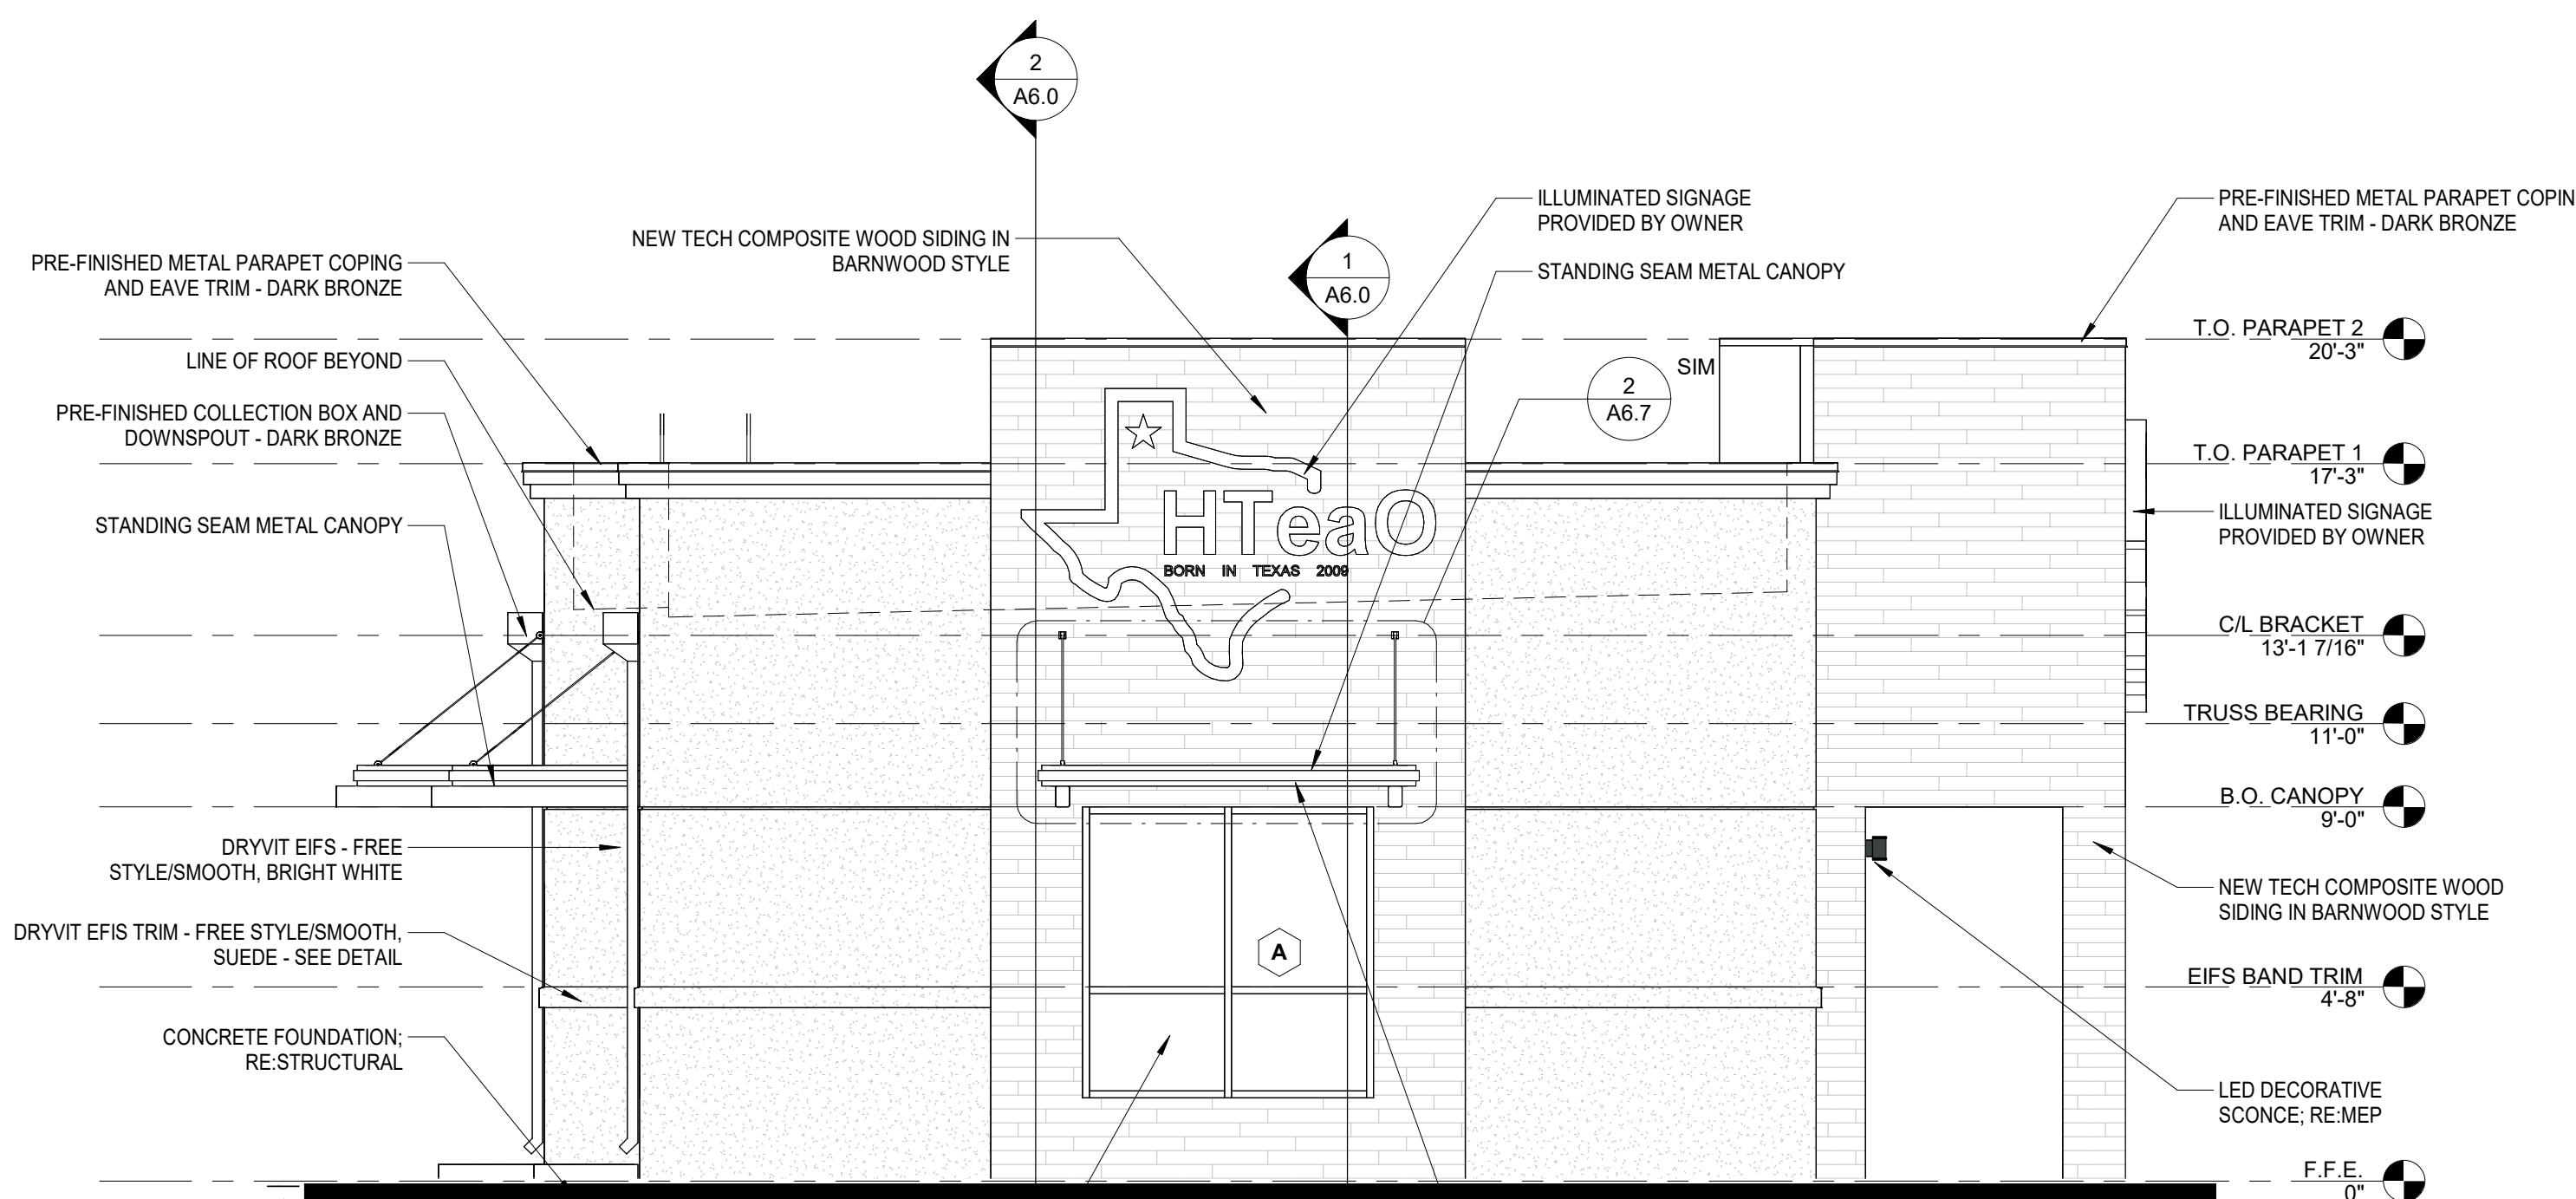 2
A6.0
ILLUMINATED SIGNAGE
PROVIDED BY OWNER
PRE-FINISHED METAL PARAPET COPIN
AND EAVE TRIM - DARK BRONZE
NEW TECH COMPOSITE WOOD SIDING IN
BARNWOOD STYLE
1
A6.0
STANDING SEAM METAL CANOPY
PRE-FINISHED METAL PARAPET COPING
AND EAVE TRIM - DARK BRONZE
T.O. PARAPET 2
20'-3"
LINE OF ROOF BEYOND
SIM
2
A6.7
PRE-FINISHED COLLECTION BOX AND
DOWNSPOUT - DARK BRONZE
T.O. PARAPET 1
17'-3"
STANDING SEAM METAL CANOPY
HTeaO
BORN IN TEXAS 2009
ILLUMINATED SIGNAGE
PROVIDED BY OWNER
C/L BRACKET
13'-1 7/16"
TRUSS BEARING
11'-0"
B.O. CANOPY
9'-0"
DRYVIT EIFS - FREE
STYLE/SMOOTH, BRIGHT WHITE
NEW TECH COMPOSITE WOOD
SIDING IN BARNWOOD STYLE
DRYVIT EFIS TRIM - FREE STYLE/SMOOTH,
SUEDE - SEE DETAIL
A
EIFS BAND TRIM
4'-8"
CONCRETE FOUNDATION;
RE:STRUCTURAL
LED DECORATIVE
SCONCE; RE:MEP
F.F.E.
0"